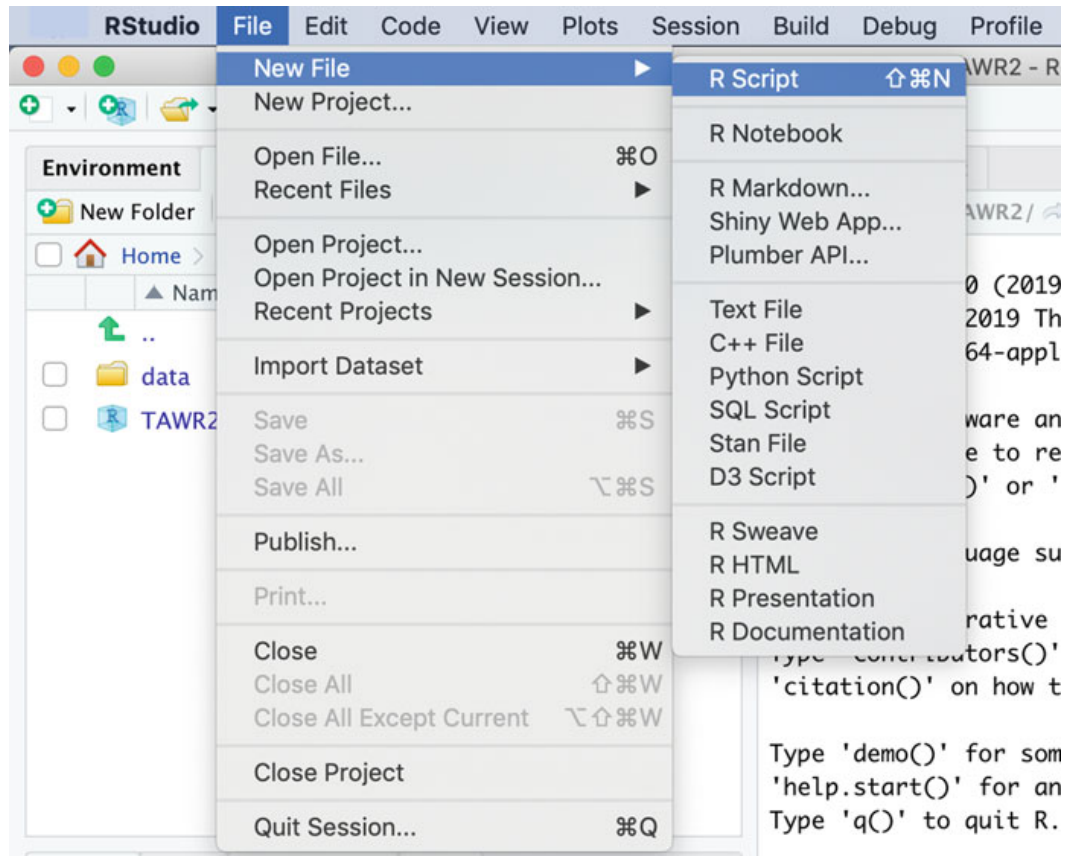 RStudio File Edit Code View Plots Session Build Debug Profile
WR2 - R
New File ▶
New Project...
Open File... ⌘O
Recent Files ▶
Open Project...
Open Project in New Session...
Recent Projects ▶
Import Dataset ▶
Save ⌘S
Save As...
Save All ⌥⌘S
Publish...
Print...
Close ⌘W
Close All ⇧⌘W
Close All Except Current ⌥⇧⌘W
Close Project
Quit Session... ⌘Q
R Script ⇧⌘N
R Notebook
R Markdown...
Shiny Web App...
Plumber API...
Text File
C++ File
Python Script
SQL Script
Stan File
D3 Script
R Sweave
R HTML
R Presentation
R Documentation
Environment
New Folder
Home
Nam
..
data
TAWR2
WR2/
0 (2019
2019 Th
64-appl
ware an
e to re
)' or '
uage su
rative
Type 'contributors()'
'citation()' on how t
Type 'demo()' for som
'help.start()' for an
Type 'q()' to quit R.